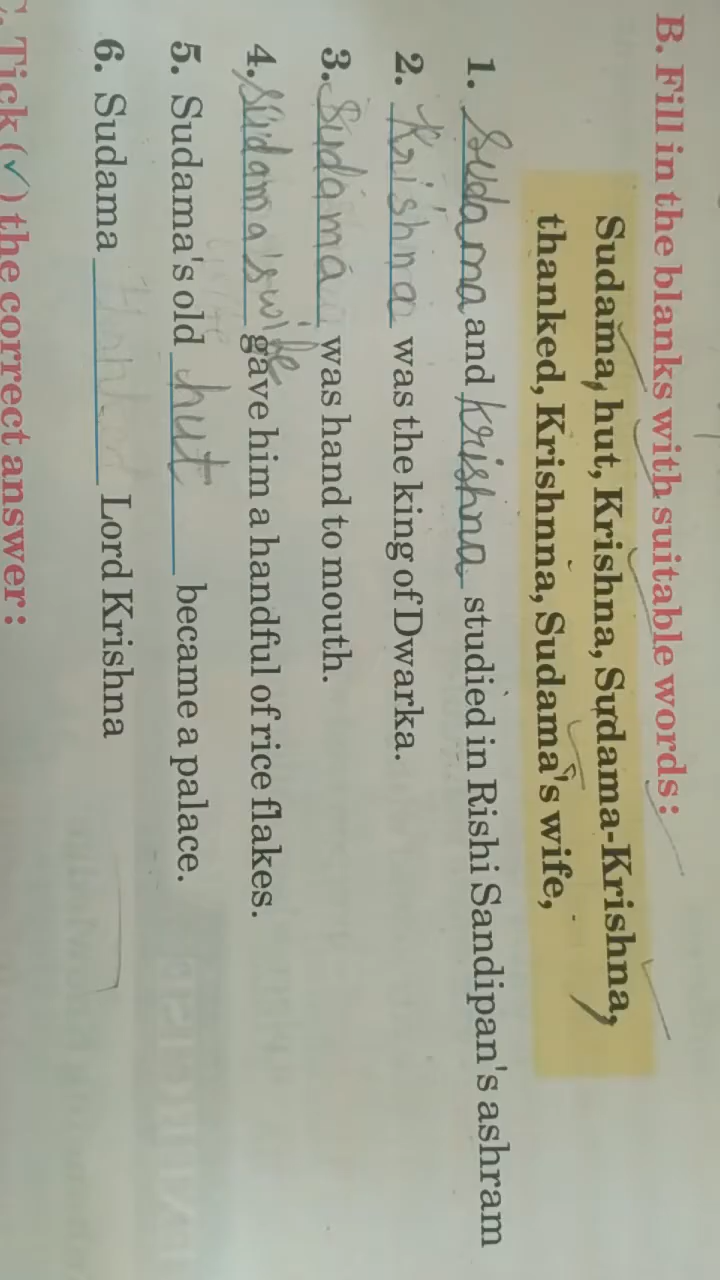 B. Fill in the blanks with suitable words:
Sudama, hut, Krishna, Sudama-Krishna,
thanked, Krishnna, Sudama's wife,
1. Sudama and Krishna studied in Rishi Sandipan's ashram
2. Krishna was the king of Dwarka.
3. Sudama was hand to mouth.
4. Sudama's wife gave him a handful of rice flakes.
5. Sudama's old hut became a palace.
6. Sudama Lord Krishna
C. Tick (✓) the correct answer: